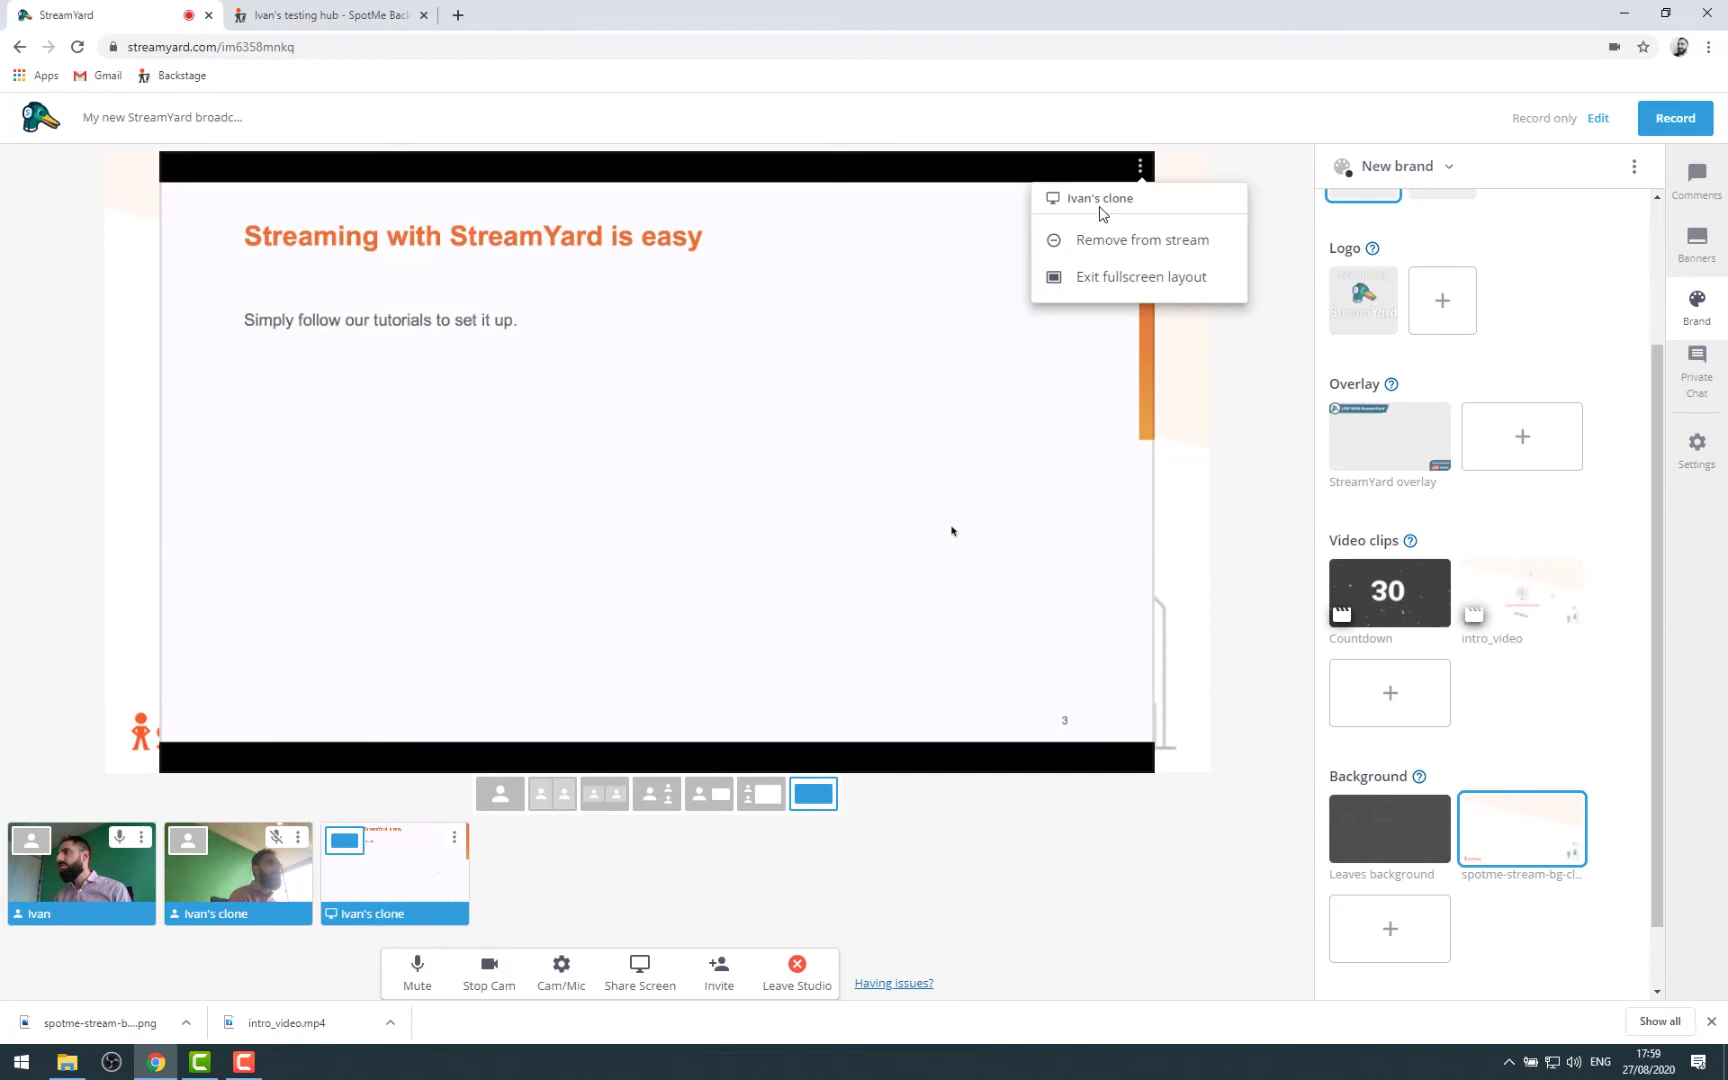 StreamYard
Ivan's testing hub - SpotMe Back
streamyard.com/im6358mnkq
Apps
Gmail
Backstage
My new StreamYard broadc...
Record only
Edit
Record
Streaming with StreamYard is easy
Simply follow our tutorials to set it up.
3
Ivan's clone
Remove from stream
Exit fullscreen layout
New brand
Logo
Powered by
StreamYard
Overlay
StreamYard overlay
Video clips
30
Countdown
intro_video
Background
Leaves background
spotme-stream-bg-cl...
Comments
Banners
Brand
Private
Chat
Settings
Ivan
Ivan's clone
Ivan's clone
Mute
Stop Cam
Cam/Mic
Share Screen
Invite
Leave Studio
Having issues?
spotme-stream-b....png
intro_video.mp4
Show all
ENG
17:59
27/08/2020